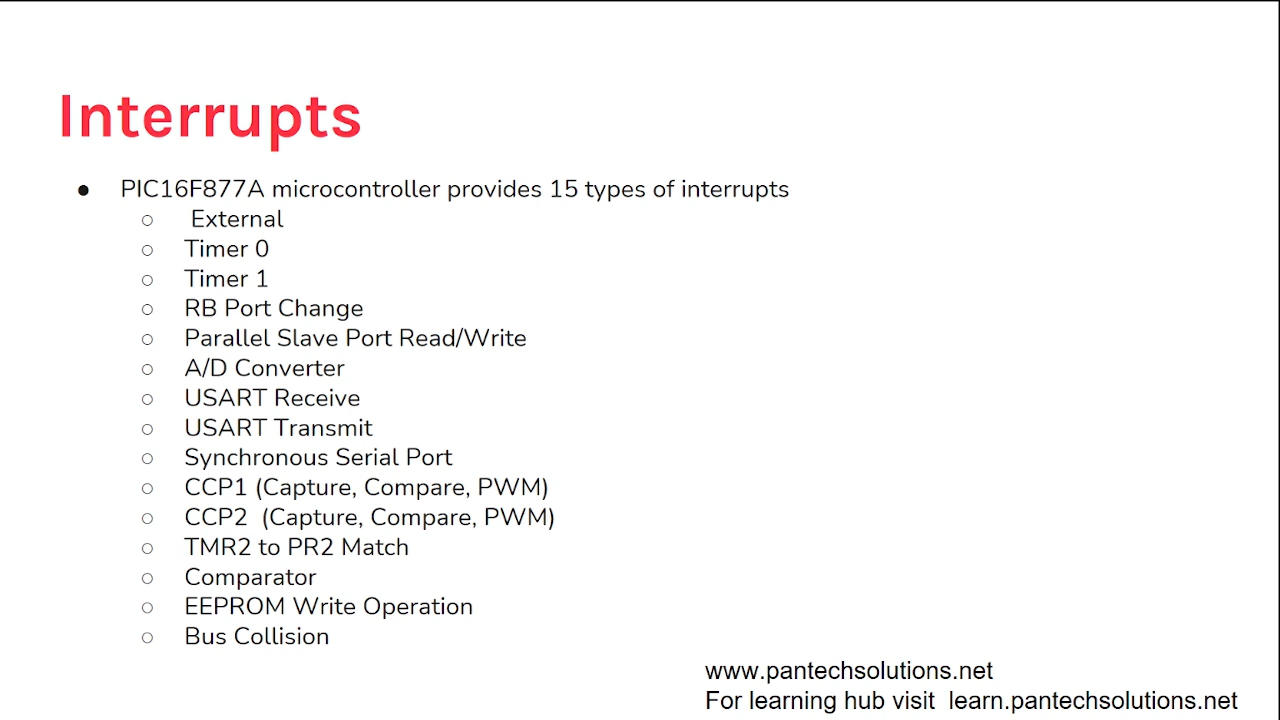 Interrupts
● PIC16F877A microcontroller provides 15 types of interrupts
○ External
○ Timer 0
○ Timer 1
○ RB Port Change
○ Parallel Slave Port Read/Write
○ A/D Converter
○ USART Receive
○ USART Transmit
○ Synchronous Serial Port
○ CCP1 (Capture, Compare, PWM)
○ CCP2 (Capture, Compare, PWM)
○ TMR2 to PR2 Match
○ Comparator
○ EEPROM Write Operation
○ Bus Collision
www.pantechsolutions.net
For learning hub visit learn.pantechsolutions.net